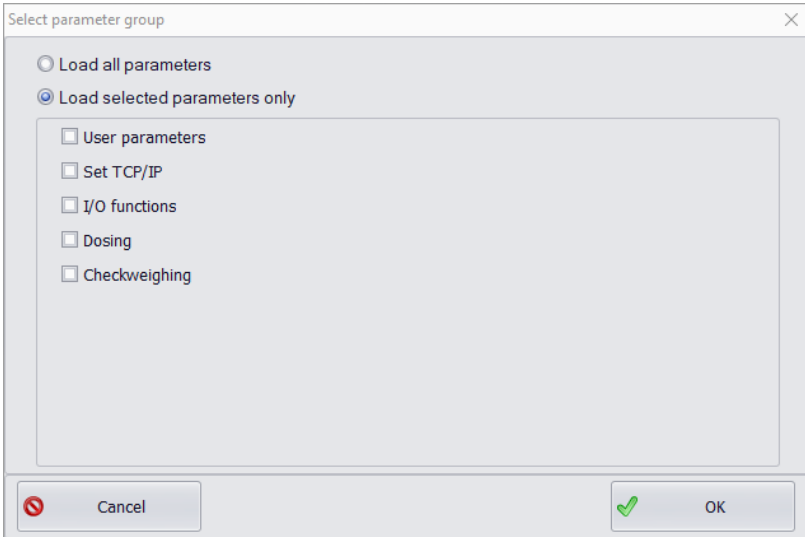 Select parameter group
Load all parameters
Load selected parameters only
User parameters
Set TCP/IP
I/O functions
Dosing
Checkweighing
Cancel
OK